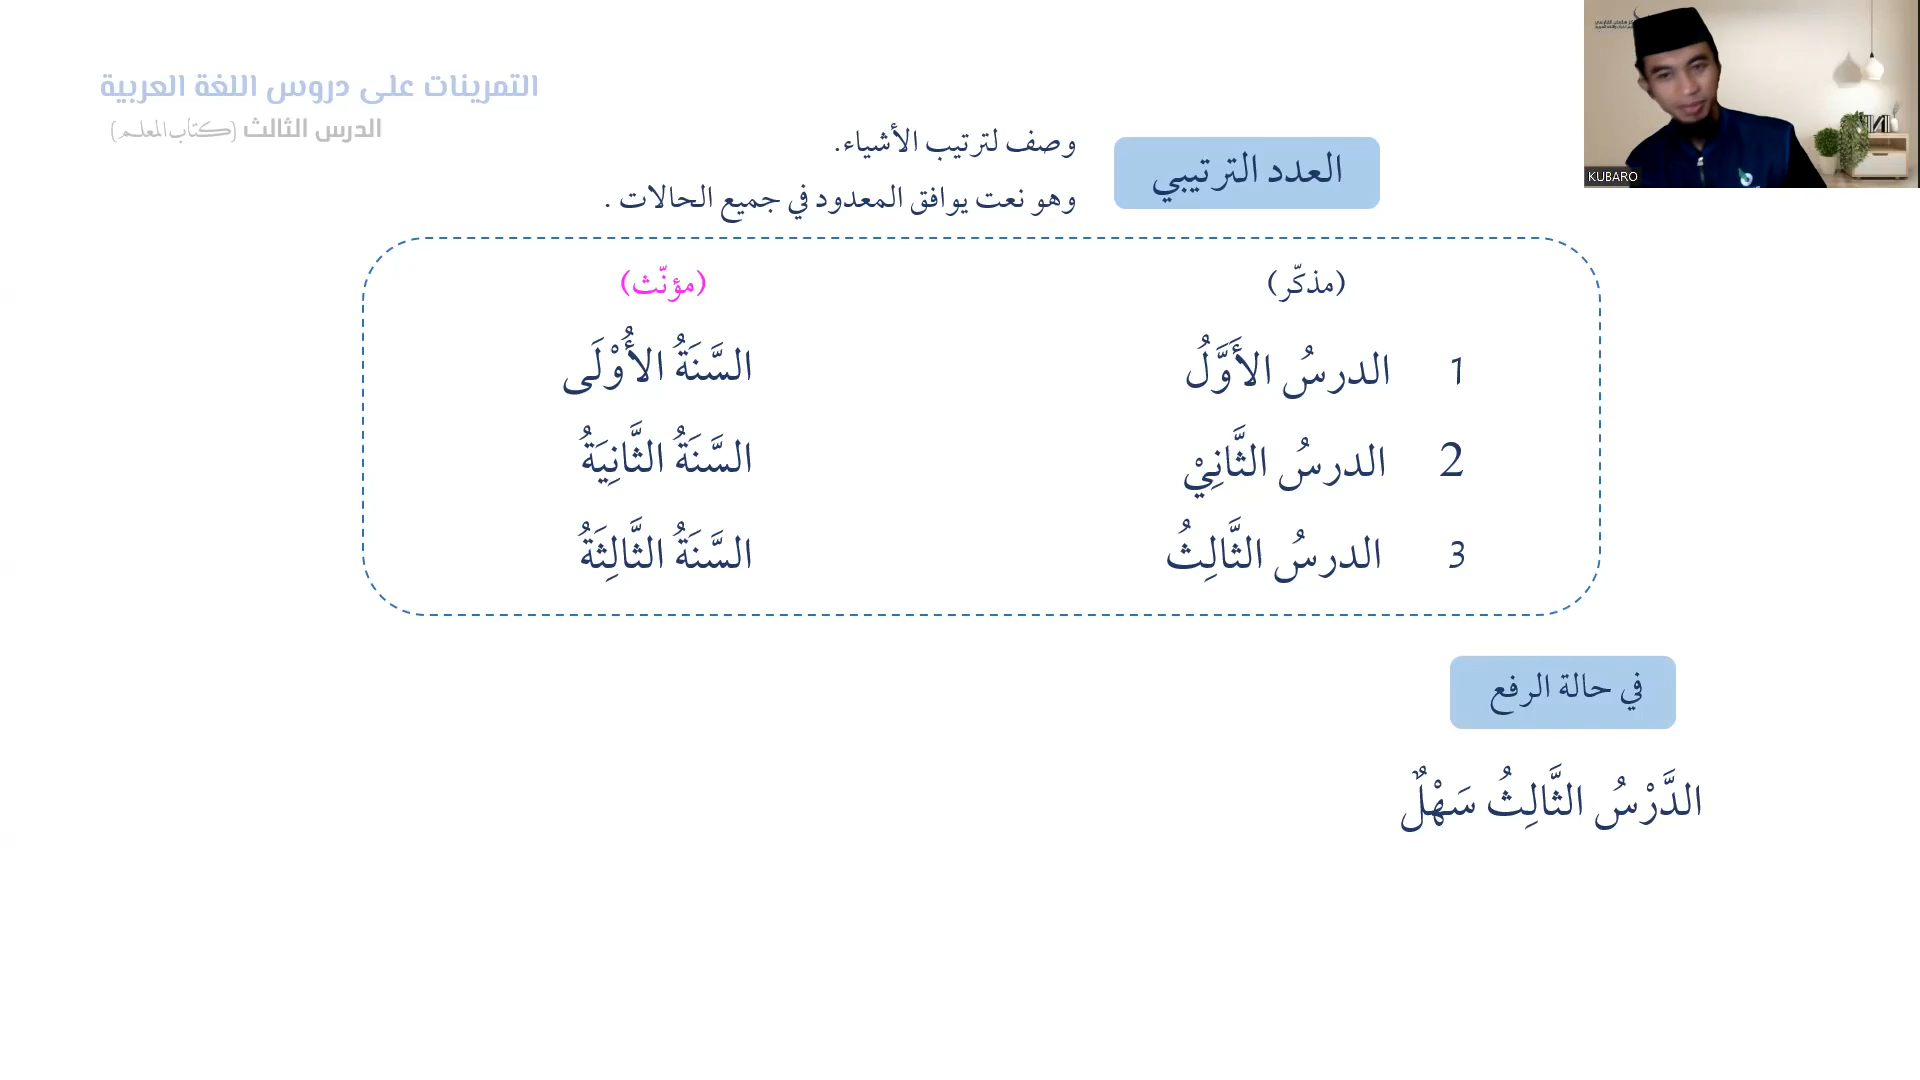 التمرينات على دروس اللغة العربية
الدرس الثالث (كتاب المعلم)
العدد الترتيبي
وصف لترتيب الأشياء.
وهو نعت يوافق المعدود في جميع الحالات .
(مذكّر) (مؤنّث)
1 الدرسُ الأَوَّلُ السَّنَةُ الأُوْلَى
2 الدرسُ الثَّانِيْ السَّنَةُ الثَّانِيَةُ
3 الدرسُ الثَّالِثُ السَّنَةُ الثَّالِثَةُ
في حالة الرفع
الدَّرْسُ الثَّالِثُ سَهْلٌ
KUBARO